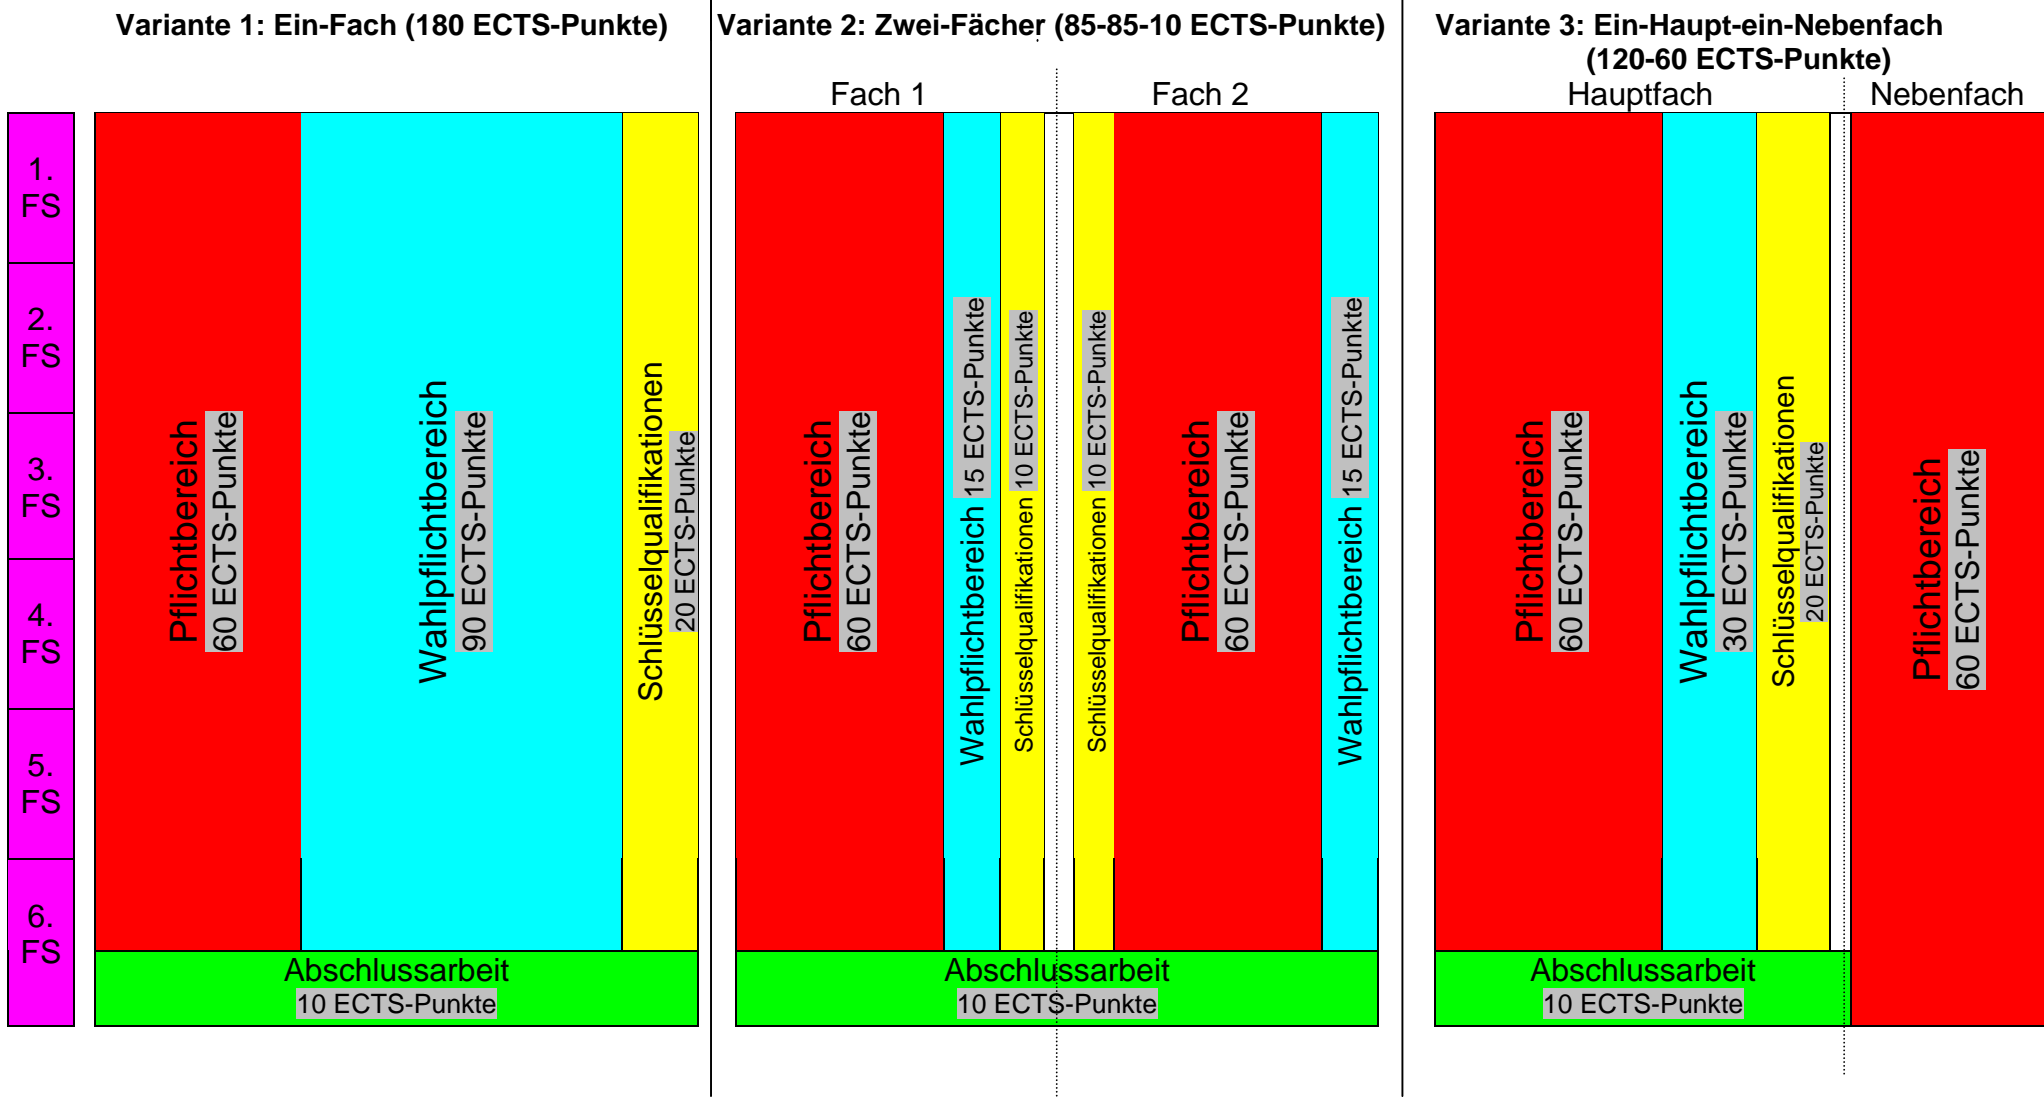 Variante 1: Ein-Fach (180 ECTS-Punkte)
Variante 2: Zwei-Fächer (85-85-10 ECTS-Punkte)
Variante 3: Ein-Haupt-ein-Nebenfach
(120-60 ECTS-Punkte)
Fach 1
Fach 2
Hauptfach
Nebenfach
1.
FS
2.
FS
3.
FS
4.
FS
5.
FS
6.
FS
Pflichtbereich
60 ECTS-Punkte
Wahlpflichtbereich
90 ECTS-Punkte
Schlüsselqualifikationen
20 ECTS-Punkte
Abschlussarbeit
10 ECTS-Punkte
Pflichtbereich
60 ECTS-Punkte
Wahlpflichtbereich 15 ECTS-Punkte
Schlüsselqualifikationen 10 ECTS-Punkte
Schlüsselqualifikationen 10 ECTS-Punkte
Pflichtbereich
60 ECTS-Punkte
Wahlpflichtbereich 15 ECTS-Punkte
Abschlussarbeit
10 ECTS-Punkte
Pflichtbereich
60 ECTS-Punkte
Wahlpflichtbereich
30 ECTS-Punkte
Schlüsselqualifikationen
20 ECTS-Punkte
Pflichtbereich
60 ECTS-Punkte
Abschlussarbeit
10 ECTS-Punkte